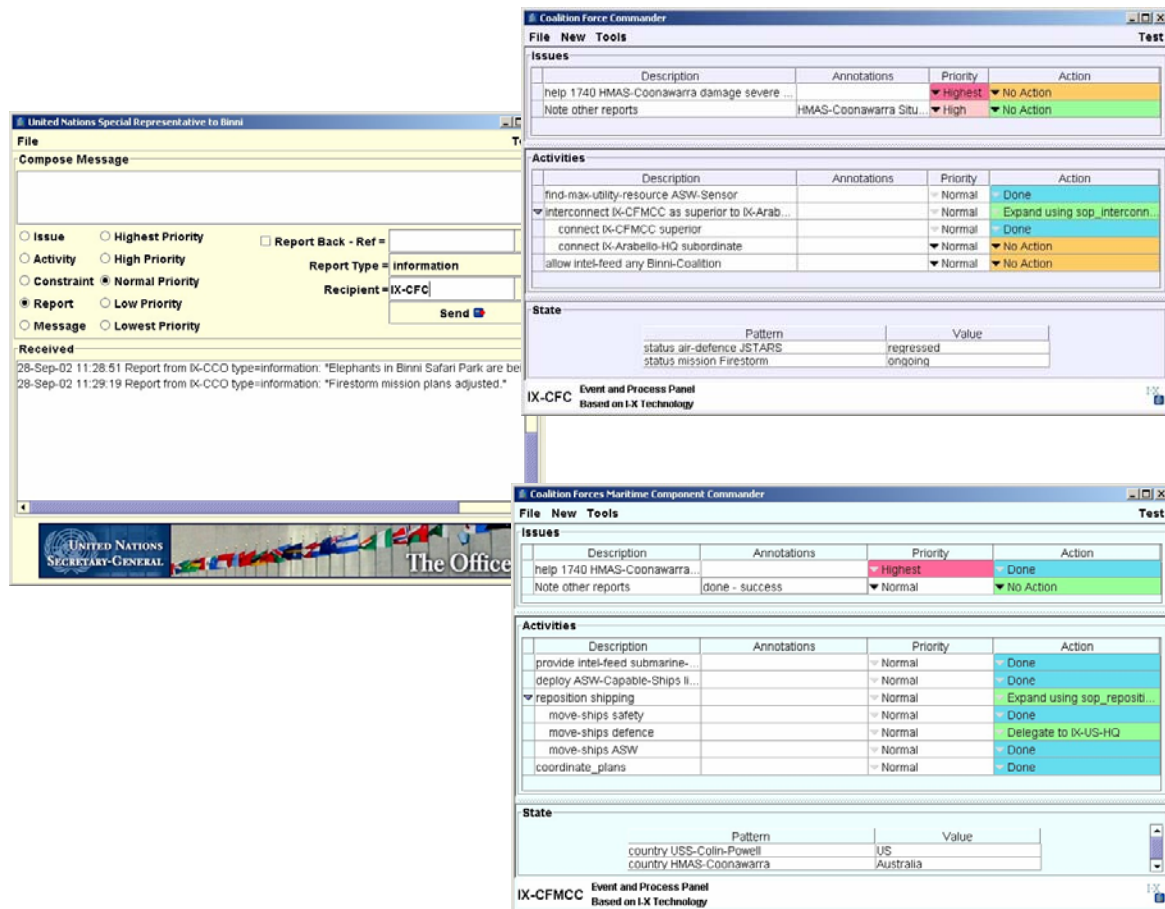 United Nations Special Representative to Binni
File
Compose Message
Issue Highest Priority Report Back - Ref =
Activity High Priority Report Type = information
Constraint Normal Priority Recipient = IX-CFC
Report Low Priority Send
Message Lowest Priority
Received
28-Sep-02 11:28:51 Report from IX-CCO type=information: "Elephants in Binni Safari Park are be
28-Sep-02 11:29:19 Report from IX-CCO type=information: "Firestorm mission plans adjusted."
UNITED NATIONS
SECRETARY-GENERAL
The Office
Coalition Force Commander
File New Tools Test
Issues
Description Annotations Priority Action
help 1740 HMAS-Coonawarra damage severe ... Highest No Action
Note other reports HMAS-Coonawarra Situ... High No Action
Activities
Description Annotations Priority Action
find-max-utility-resource ASW-Sensor Normal Done
interconnect IX-CFMCC as superior to IX-Arab... Normal Expand using sop_interconn...
connect IX-CFMCC superior Normal Done
connect IX-Arabello-HQ subordinate Normal No Action
allow intel-feed any Binni-Coalition Normal No Action
State
Pattern Value
status air-defence JSTARS regressed
status mission Firestorm ongoing
IX-CFC Event and Process Panel
Based on I-X Technology
I-X
Coalition Forces Maritime Component Commander
File New Tools Test
Issues
Description Annotations Priority Action
help 1740 HMAS-Coonawarra... Highest Done
Note other reports done - success Normal No Action
Activities
Description Annotations Priority Action
provide intel-feed submarine-... Normal Done
deploy ASW-Capable-Ships li... Normal Done
reposition shipping Normal Expand using sop_repositi...
move-ships safety Normal Done
move-ships defence Normal Delegate to IX-US-HQ
move-ships ASW Normal Done
coordinate_plans Normal Done
State
Pattern Value
country USS-Colin-Powell US
country HMAS-Coonawarra Australia
IX-CFMCC Event and Process Panel
Based on I-X Technology
I-X